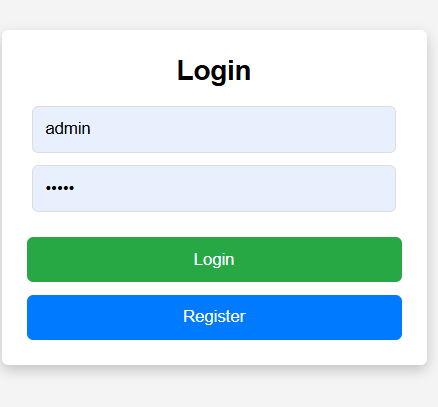 Login
admin
•••••
Login
Register